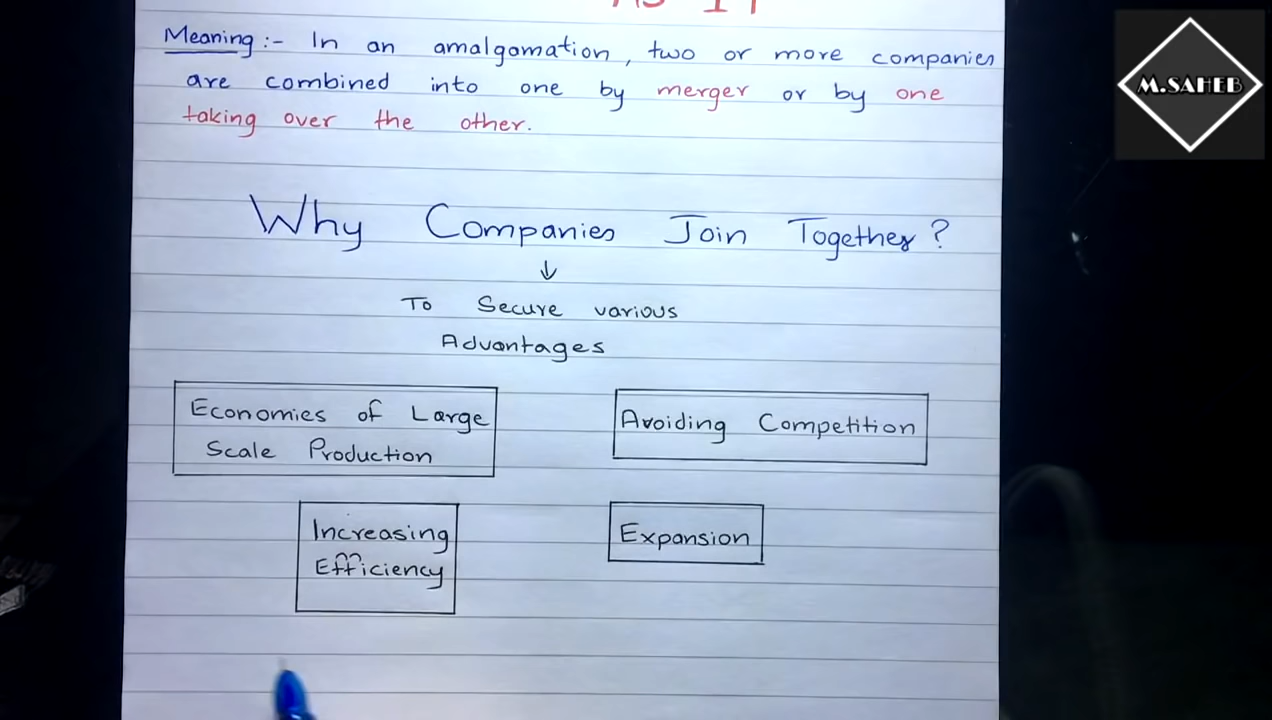 AS 14
Meaning :- In an amalgamation, two or more companies
are combined into one by merger or by one
taking over the other.
Why Companies Join Together ?
↓
To Secure various
Advantages
Economies of Large
Scale Production
Avoiding Competition
Increasing
Efficiency
Expansion
M.SAHEB